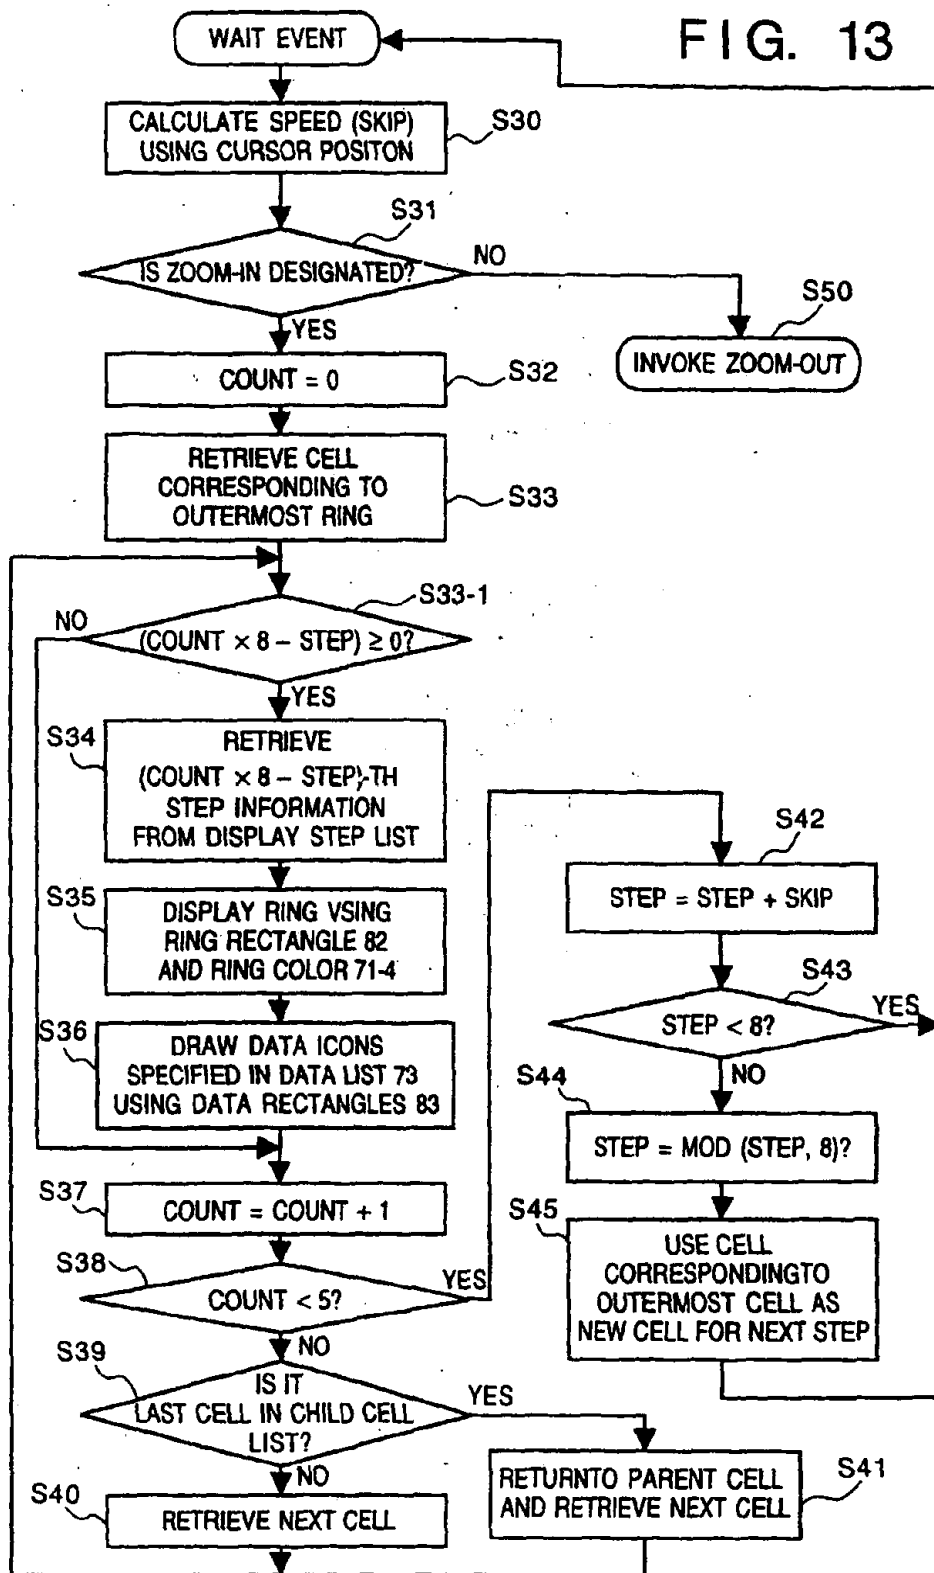 FIG. 13
WAIT EVENT
CALCULATE SPEED (SKIP)
USING CURSOR POSITON
S30
S31
IS ZOOM-IN DESIGNATED?
NO
YES
S50
INVOKE ZOOM-OUT
COUNT = 0
S32
RETRIEVE CELL
CORRESPONDING TO
OUTERMOST RING
S33
S33-1
NO
(COUNT × 8 – STEP) ≥ 0?
YES
S34
RETRIEVE
(COUNT × 8 – STEP)-TH
STEP INFORMATION
FROM DISPLAY STEP LIST
S35
DISPLAY RING VSING
RING RECTANGLE 82
AND RING COLOR 71-4
S36
DRAW DATA ICONS
SPECIFIED IN DATA LIST 73
USING DATA RECTANGLES 83
S37
COUNT = COUNT + 1
S38
COUNT < 5?
YES
NO
S39
IS IT
LAST CELL IN CHILD CELL
LIST?
YES
NO
S40
RETRIEVE NEXT CELL
RETURNTO PARENT CELL
AND RETRIEVE NEXT CELL
S41
S42
STEP = STEP + SKIP
S43
STEP < 8?
YES
NO
S44
STEP = MOD (STEP, 8)?
S45
USE CELL
CORRESPONDINGTO
OUTERMOST CELL AS
NEW CELL FOR NEXT STEP